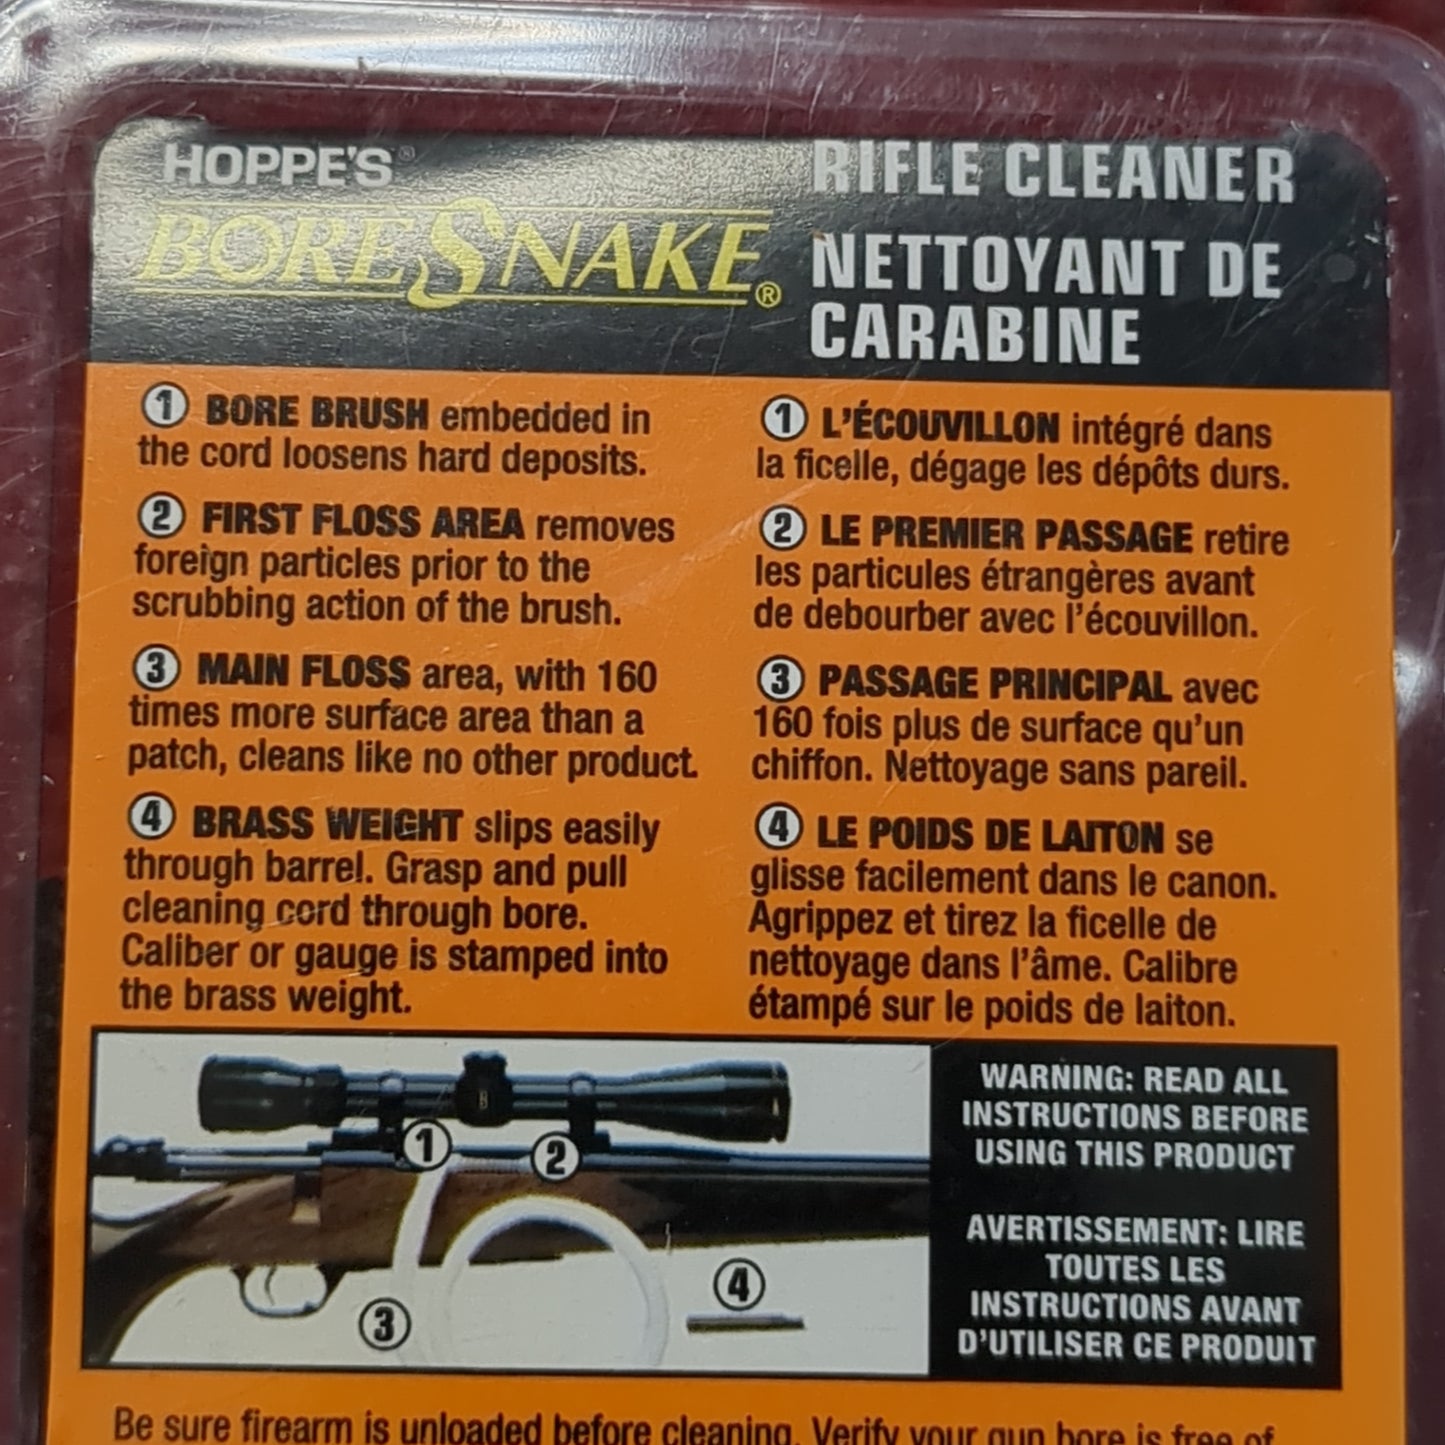 HOPPE'S®
BORESNAKE®
RIFLE CLEANER
NETTOYANT DE
CARABINE
1 BORE BRUSH embedded in
the cord loosens hard deposits.
2 FIRST FLOSS AREA removes
foreign particles prior to the
scrubbing action of the brush.
3 MAIN FLOSS area, with 160
times more surface area than a
patch, cleans like no other product.
4 BRASS WEIGHT slips easily
through barrel. Grasp and pull
cleaning cord through bore.
Caliber or gauge is stamped into
the brass weight.
1 L'ÉCOUVILLON intégré dans
la ficelle, dégage les dépôts durs.
2 LE PREMIER PASSAGE retire
les particules étrangères avant
de debourber avec l'écouvillon.
3 PASSAGE PRINCIPAL avec
160 fois plus de surface qu'un
chiffon. Nettoyage sans pareil.
4 LE POIDS DE LAITON se
glisse facilement dans le canon.
Agrippez et tirez la ficelle de
nettoyage dans l'âme. Calibre
étampé sur le poids de laiton.
1
2
3
4
WARNING: READ ALL
INSTRUCTIONS BEFORE
USING THIS PRODUCT
AVERTISSEMENT: LIRE
TOUTES LES
INSTRUCTIONS AVANT
D'UTILISER CE PRODUIT
Be sure firearm is unloaded before cleaning. Verify your gun bore is free of